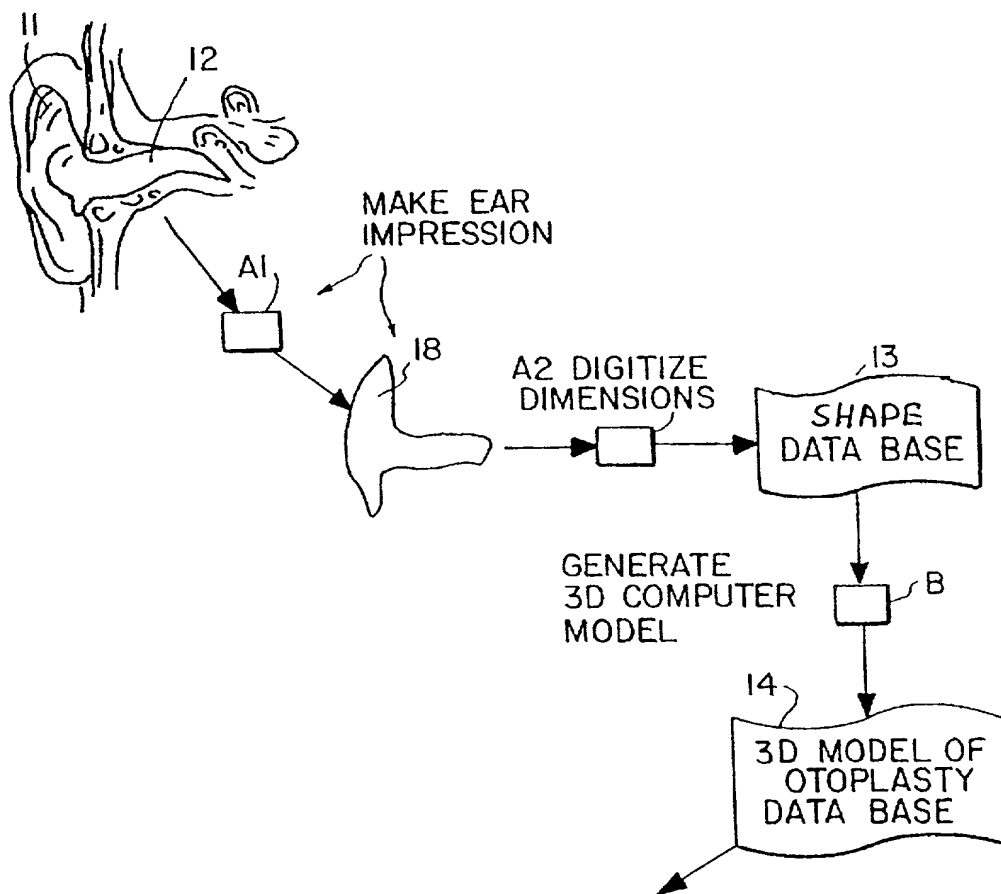 11
12
MAKE EAR
IMPRESSION
A1
18
A2 DIGITIZE
DIMENSIONS
13
SHAPE
DATA BASE
GENERATE
3D COMPUTER
MODEL
B
14
3D MODEL OF
OTOPLASTY
DATA BASE